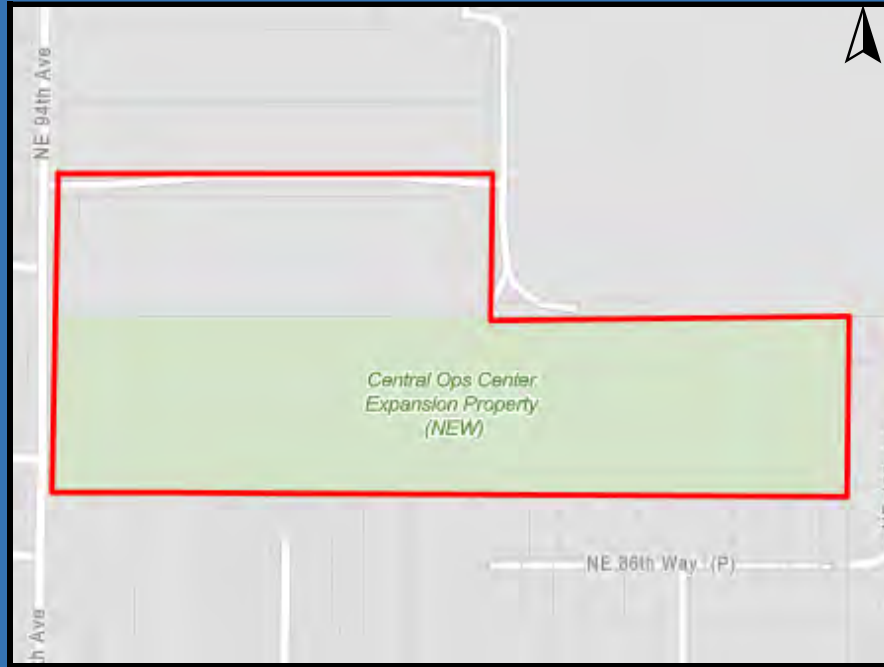 NE 94th Ave
Central Ops Center
Expansion Property
(NEW)
NE 86th Way (P)
th Ave